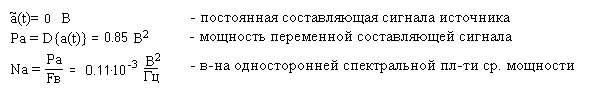 ã(t)= 0 В - постоянная составляющая сигнала источника
Pa = D{a(t)} = 0.85 В² - мощность переменной составляющей сигнала
Na = Pa/Fв = 0.11·10⁻³ В²/Гц - в-на односторонней спектральной пл-ти ср. мощности